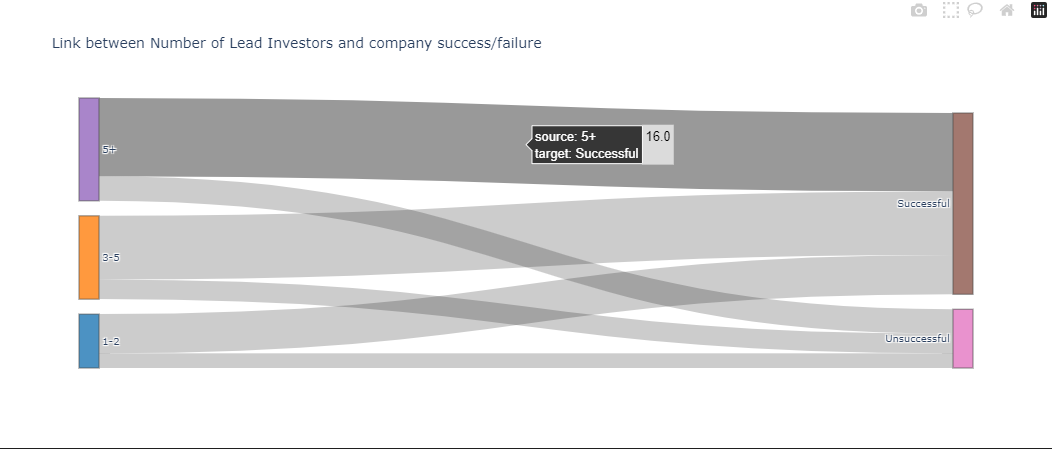 Link between Number of Lead Investors and company success/failure
5+
source: 5+ 16.0
target: Successful
Successful
3-5
1-2
Unsuccessful